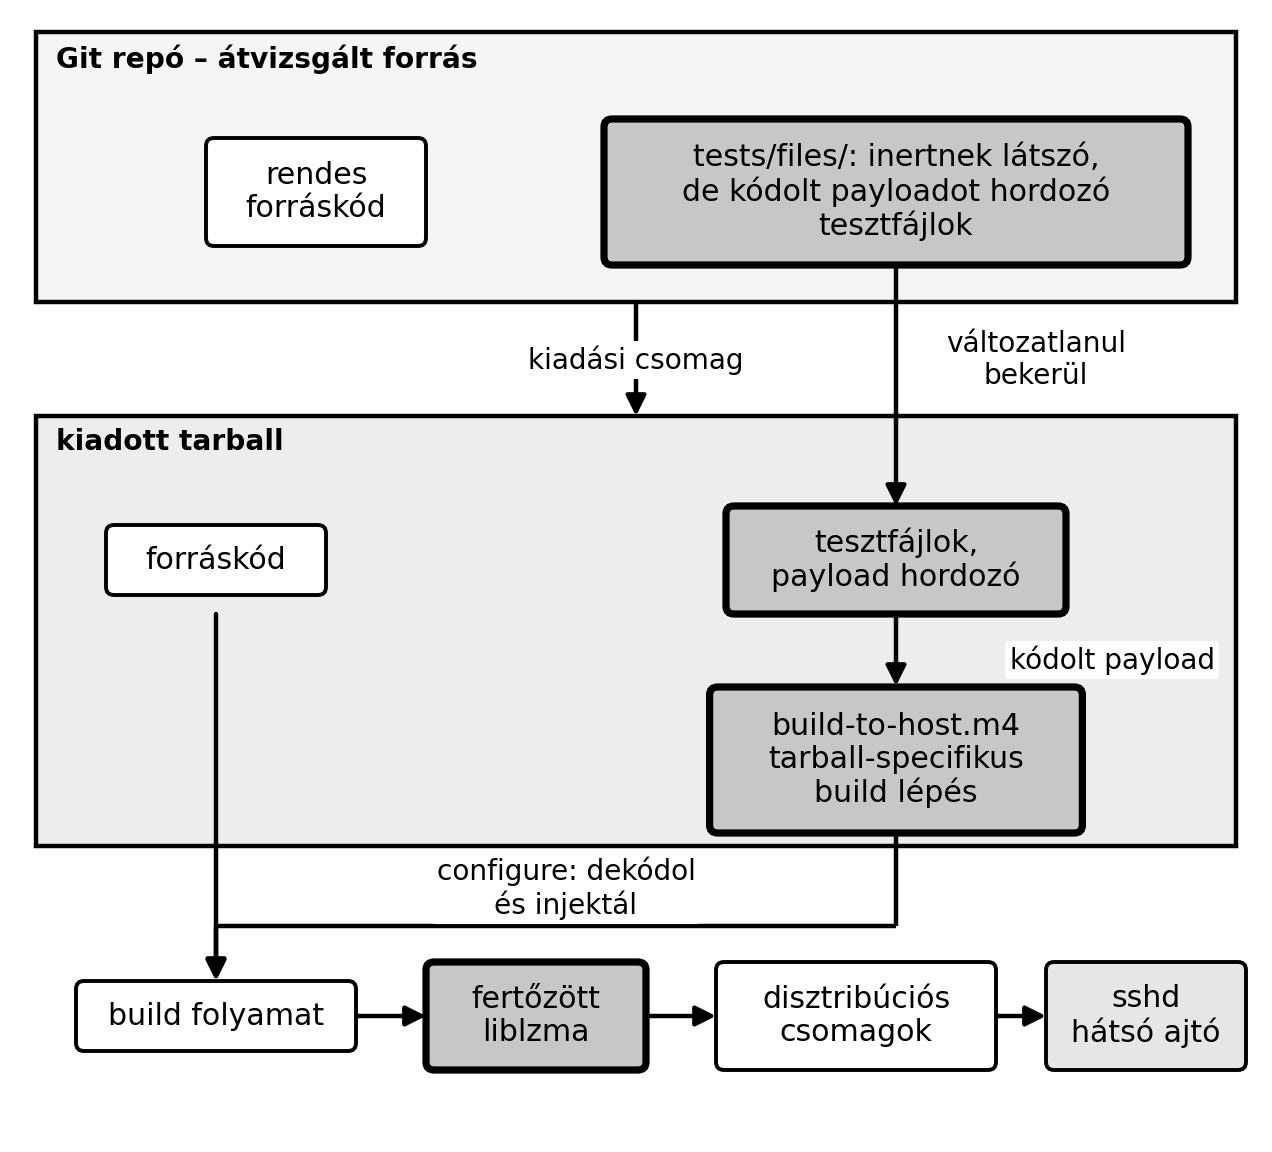 Git repó – átvizsgált forrás
rendes
forráskód
tests/files/: inertnek látszó,
de kódolt payloadot hordozó
tesztfájlok
kiadási csomag
változatlanul
bekerül
kiadott tarball
forráskód
tesztfájlok,
payload hordozó
kódolt payload
build-to-host.m4
tarball-specifikus
build lépés
configure: dekódol
és injektál
build folyamat
fertőzött
liblzma
disztribúciós
csomagok
sshd
hátsó ajtó